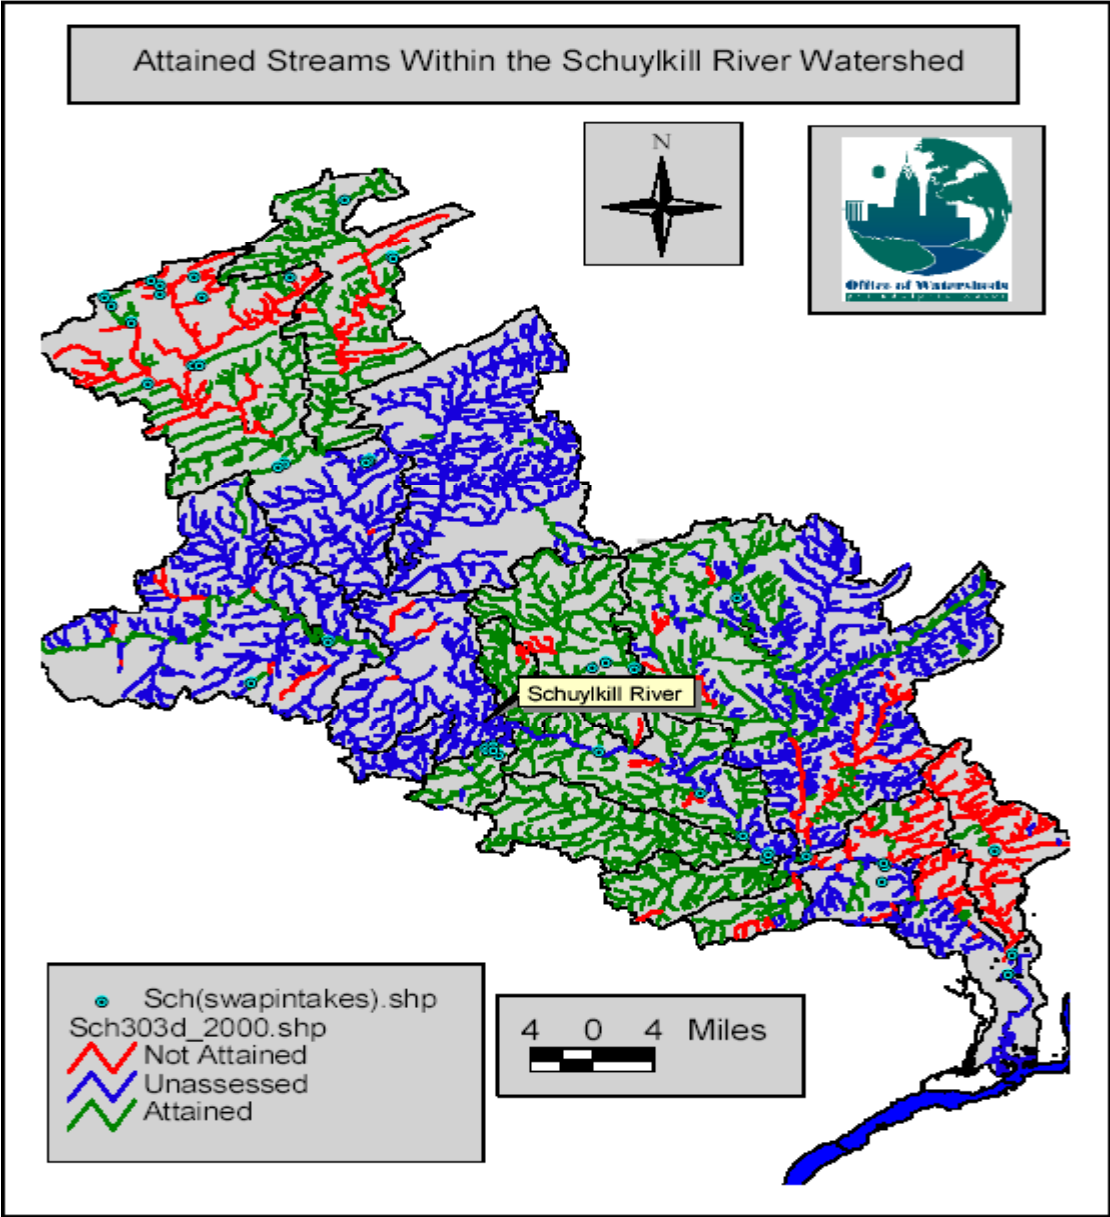 Attained Streams Within the Schuylkill River Watershed
N
Office of Watersheds
Schuylkill River
Sch(swapintakes).shp
Sch303d_2000.shp
Not Attained
Unassessed
Attained
4 0 4 Miles